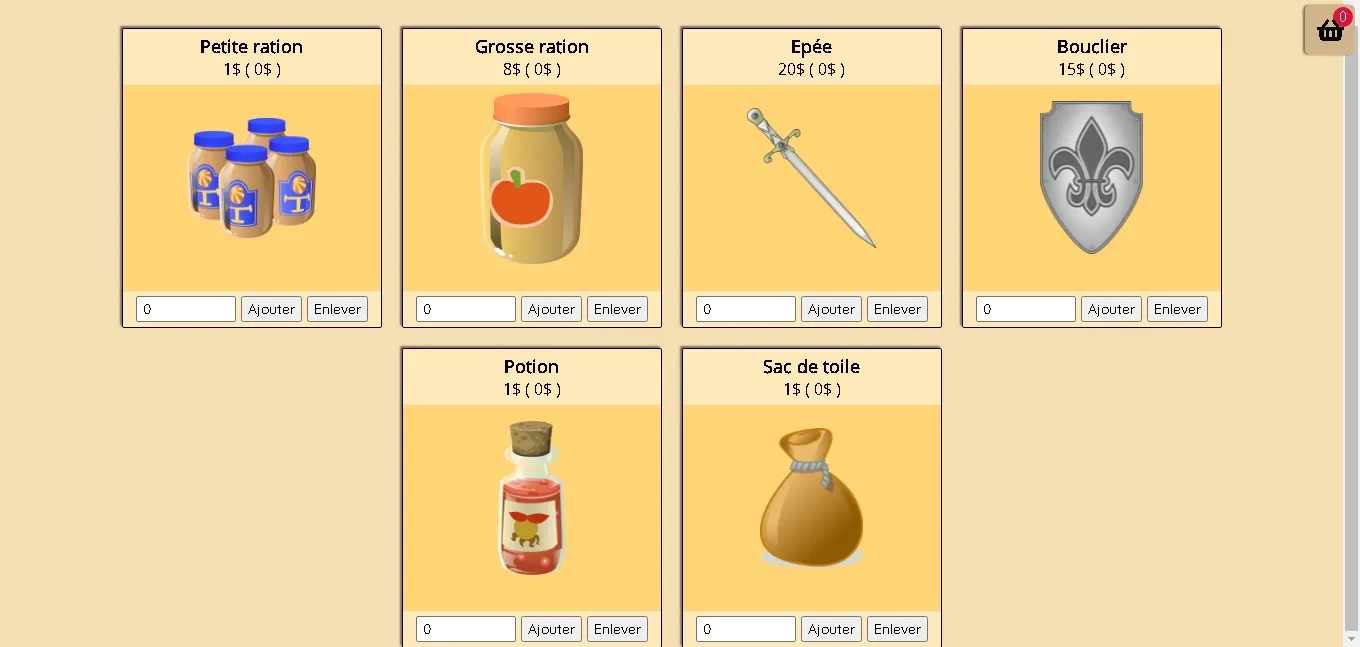 0
Petite ration
1$ ( 0$ )
Grosse ration
8$ ( 0$ )
Epée
20$ ( 0$ )
Bouclier
15$ ( 0$ )
0 Ajouter Enlever
0 Ajouter Enlever
0 Ajouter Enlever
0 Ajouter Enlever
Potion
1$ ( 0$ )
Sac de toile
1$ ( 0$ )
0 Ajouter Enlever
0 Ajouter Enlever